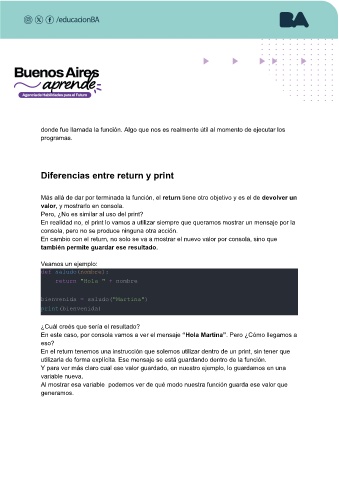 /educacionBA
BA
Buenos Aires
aprende
Agencia de Habilidades para el Futuro
donde fue llamada la función. Algo que nos es realmente útil al momento de ejecutar los
programas.
Diferencias entre return y print
Más allá de dar por terminada la función, el return tiene otro objetivo y es el de devolver un
valor, y mostrarlo en consola.
Pero, ¿No es similar al uso del print?
En realidad no, el print lo vamos a utilizar siempre que queramos mostrar un mensaje por la
consola, pero no se produce ninguna otra acción.
En cambio con el return, no solo se va a mostrar el nuevo valor por consola, sino que
también permite guardar ese resultado.
Veamos un ejemplo:
def saludo(nombre):
return "Hola " + nombre
bienvenida = saludo("Martina")
print(bienvenida)
¿Cuál creés que sería el resultado?
En este caso, por consola vamos a ver el mensaje “Hola Martina”. Pero ¿Cómo llegamos a
eso?
En el return tenemos una instrucción que solemos utilizar dentro de un print, sin tener que
utilizarla de forma explícita. Ese mensaje se está guardando dentro de la función.
Y para ver más claro cual ese valor guardado, en nuestro ejemplo, lo guardamos en una
variable nueva.
Al mostrar esa variable podemos ver de qué modo nuestra función guarda ese valor que
generamos.